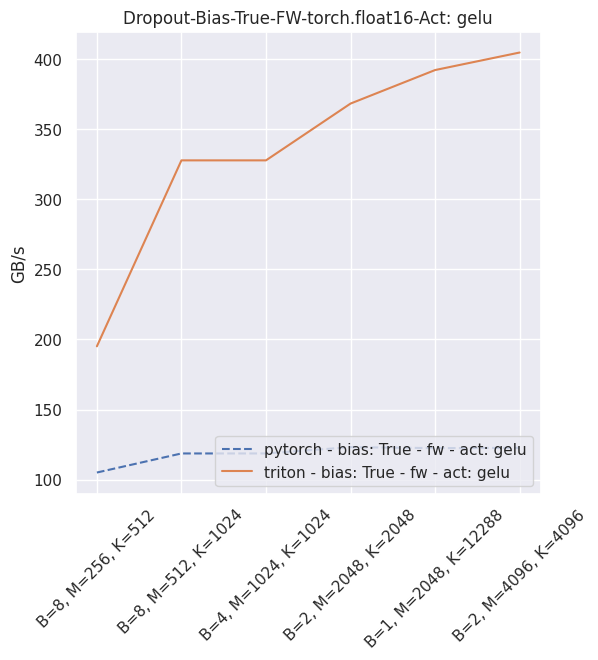 Dropout-Bias-True-FW-torch.float16-Act: gelu
GB/s
400
350
300
250
200
150
100
pytorch - bias: True - fw - act: gelu
triton - bias: True - fw - act: gelu
B=8, M=256, K=512
B=8, M=512, K=1024
B=4, M=1024, K=1024
B=2, M=2048, K=2048
B=1, M=2048, K=12288
B=2, M=4096, K=4096